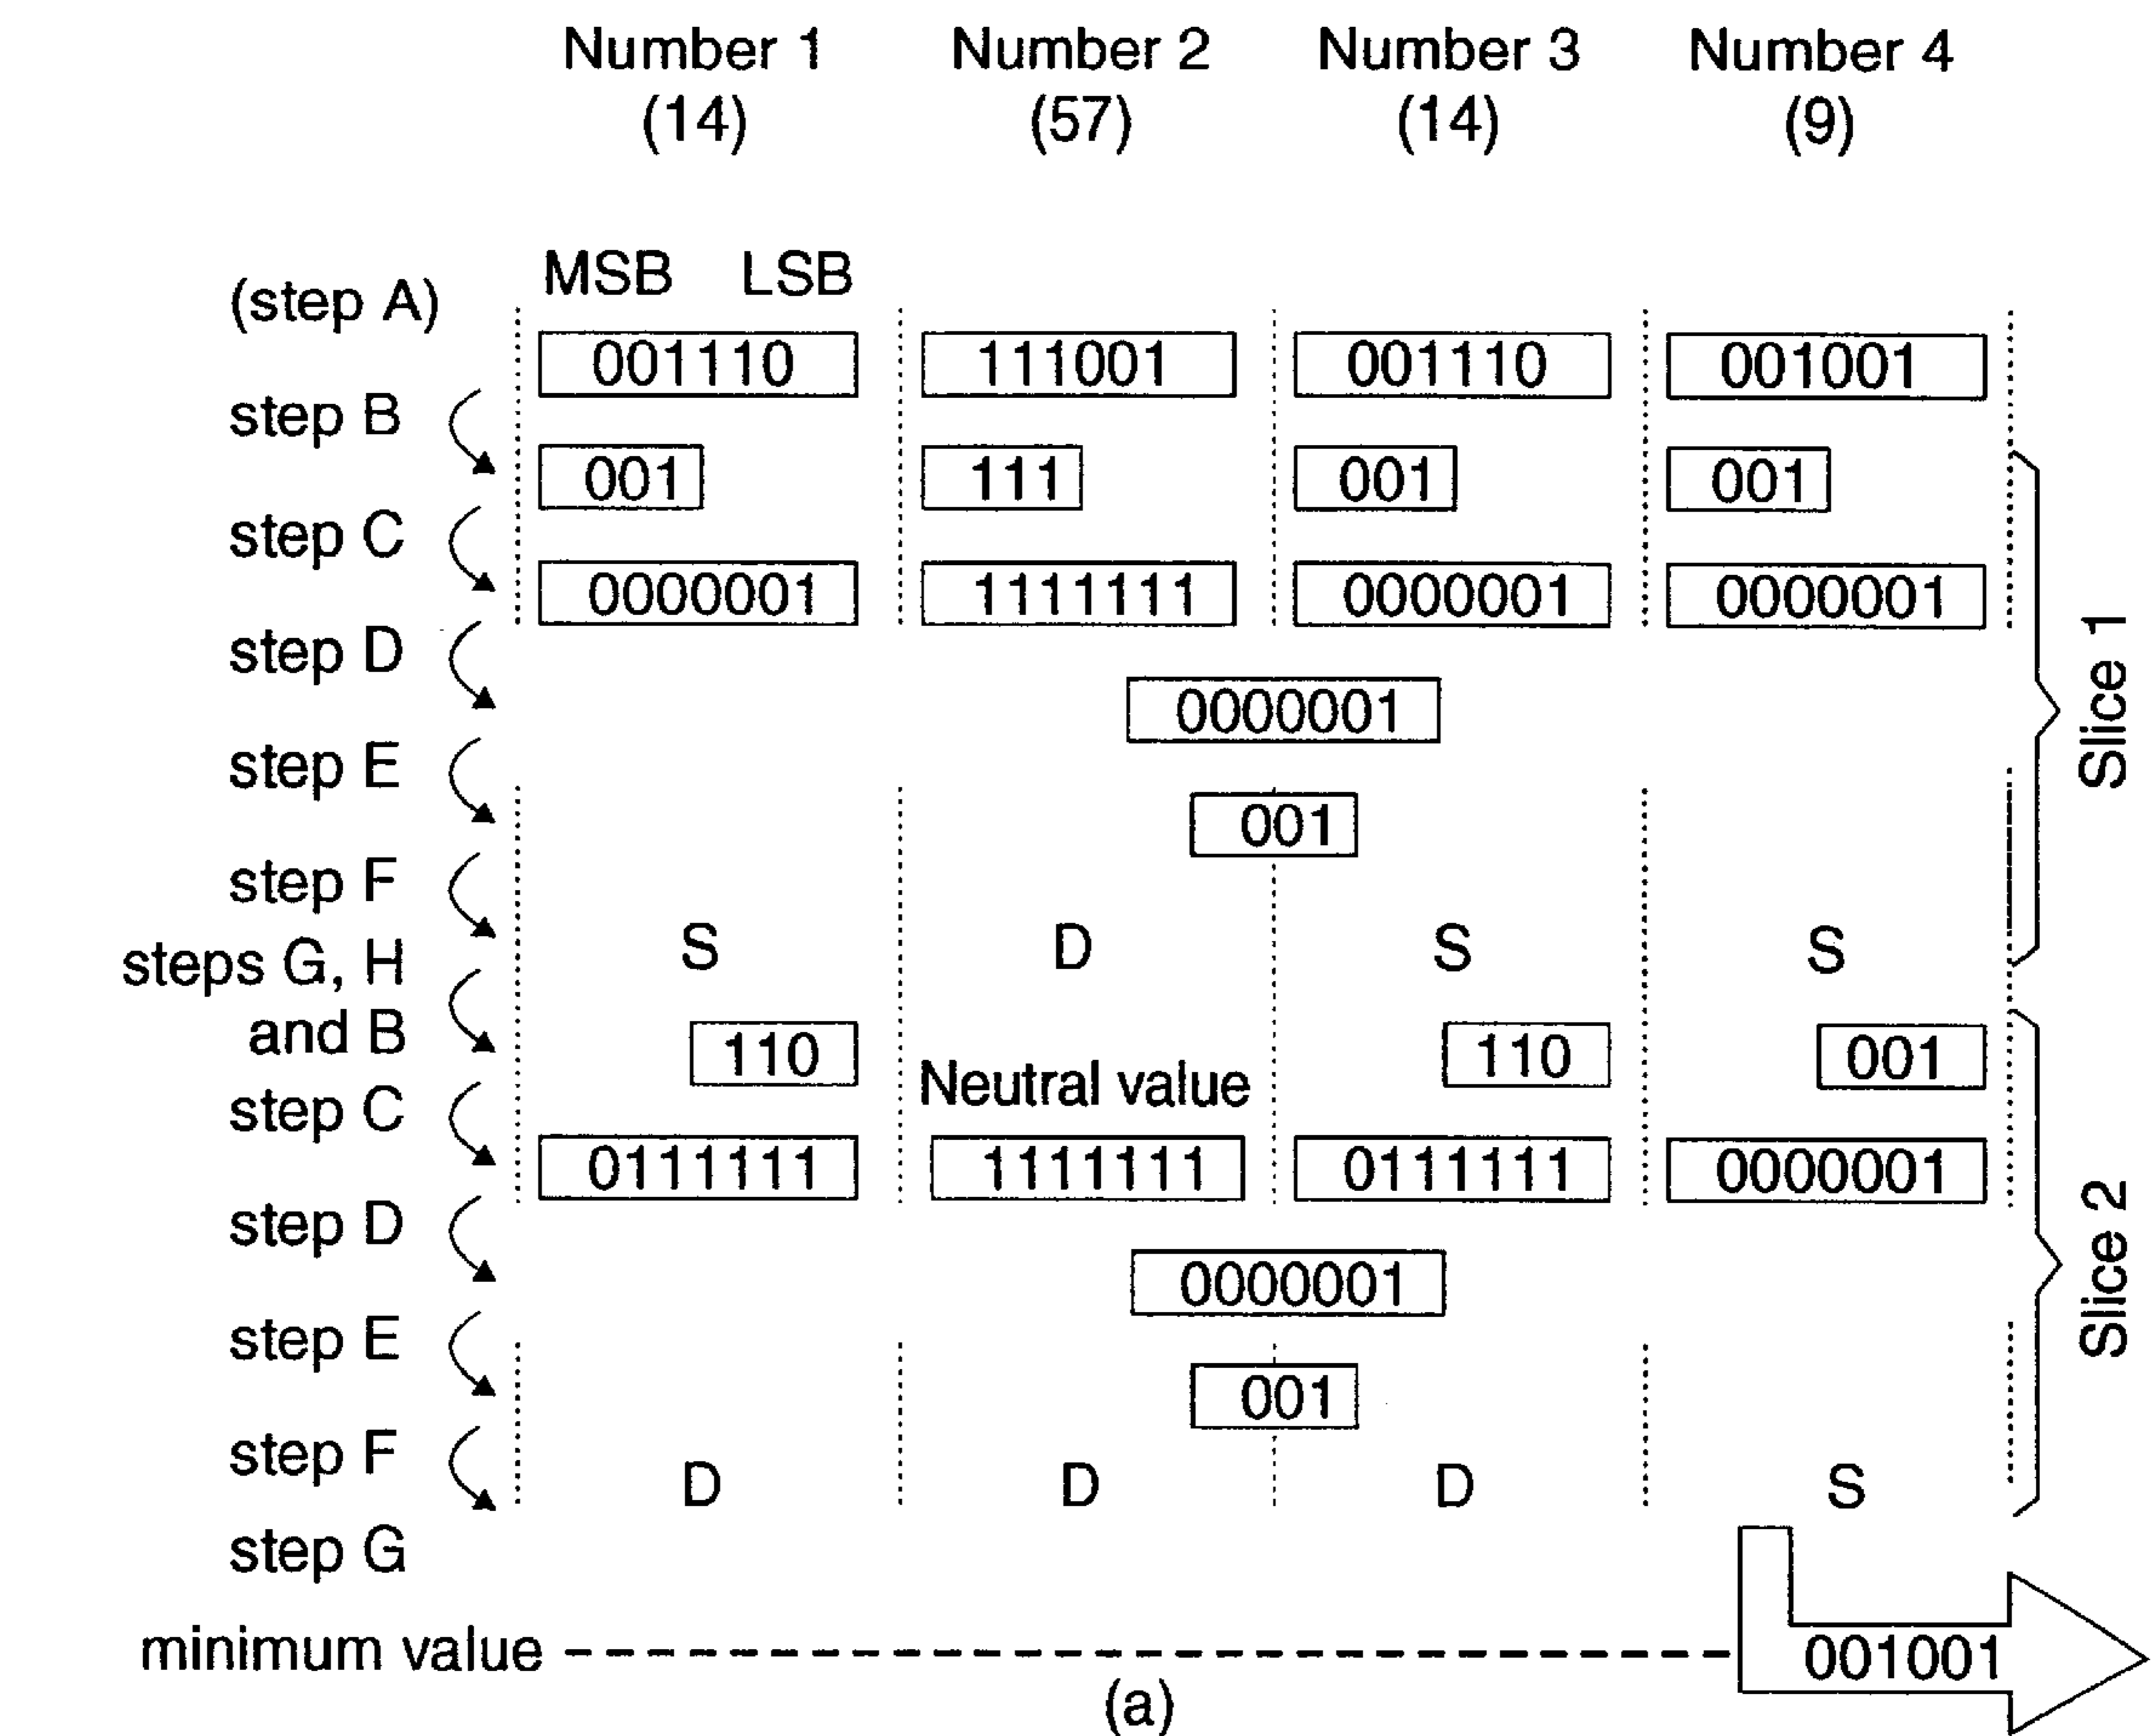 Number 1 Number 2 Number 3 Number 4
(14) (57) (14) (9)
(step A) MSB LSB
001110 111001 001110 001001
step B
001 111 001 001
step C
0000001 1111111 0000001 0000001
step D
0000001
step E
001
step F
S D S S
steps G, H
and B
110 110 001
Neutral value
step C
0111111 1111111 0111111 0000001
step D
0000001
step E
001
step F
D D D S
step G
minimum value 001001
(a)
Slice 1
Slice 2